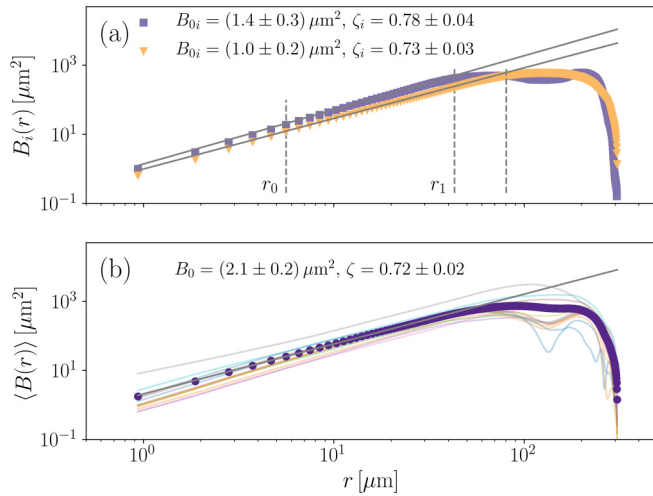 (a)
B₀ᵢ = (1.4 ± 0.3) μm², ζᵢ = 0.78 ± 0.04
B₀ᵢ = (1.0 ± 0.2) μm², ζᵢ = 0.73 ± 0.03
Bᵢ(r) [μm²]
10³
10¹
10⁻¹
r₀
r₁
(b)
B₀ = (2.1 ± 0.2) μm², ζ = 0.72 ± 0.02
⟨B(r)⟩ [μm²]
10³
10¹
10⁻¹
10⁰ 10¹ 10²
r [μm]